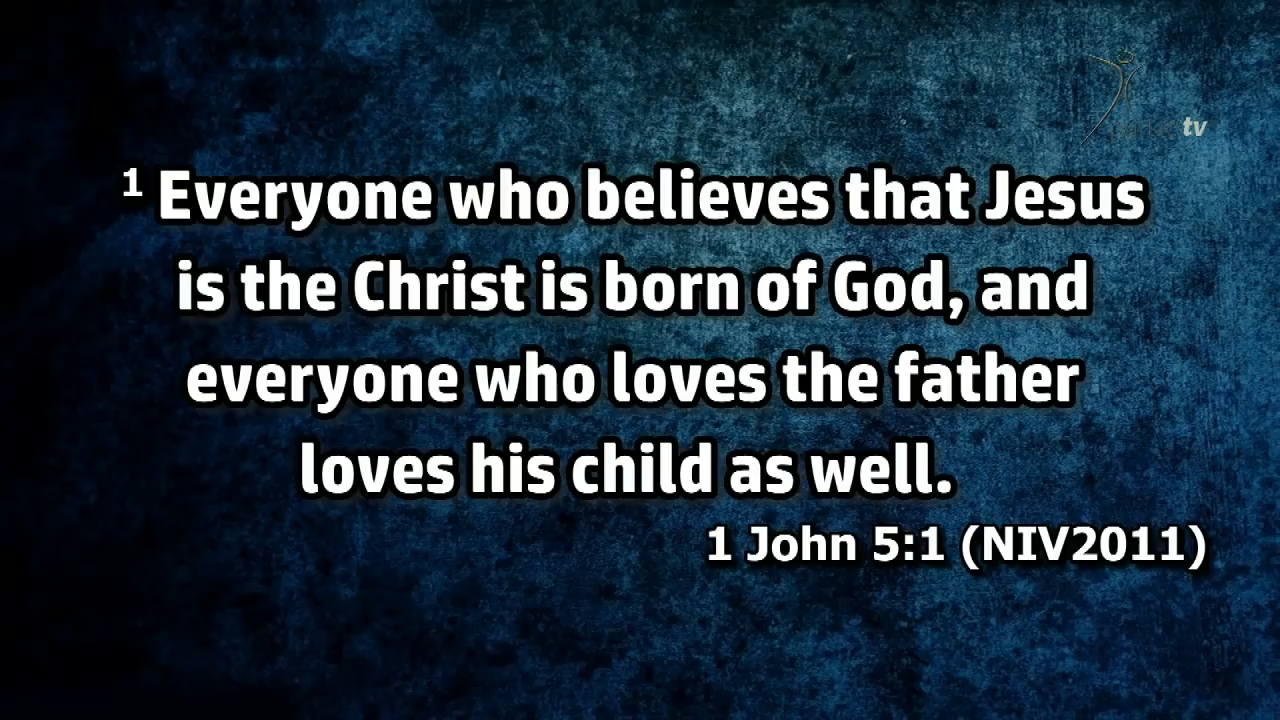 tv
¹ Everyone who believes that Jesus
is the Christ is born of God, and
everyone who loves the father
loves his child as well.
1 John 5:1 (NIV2011)